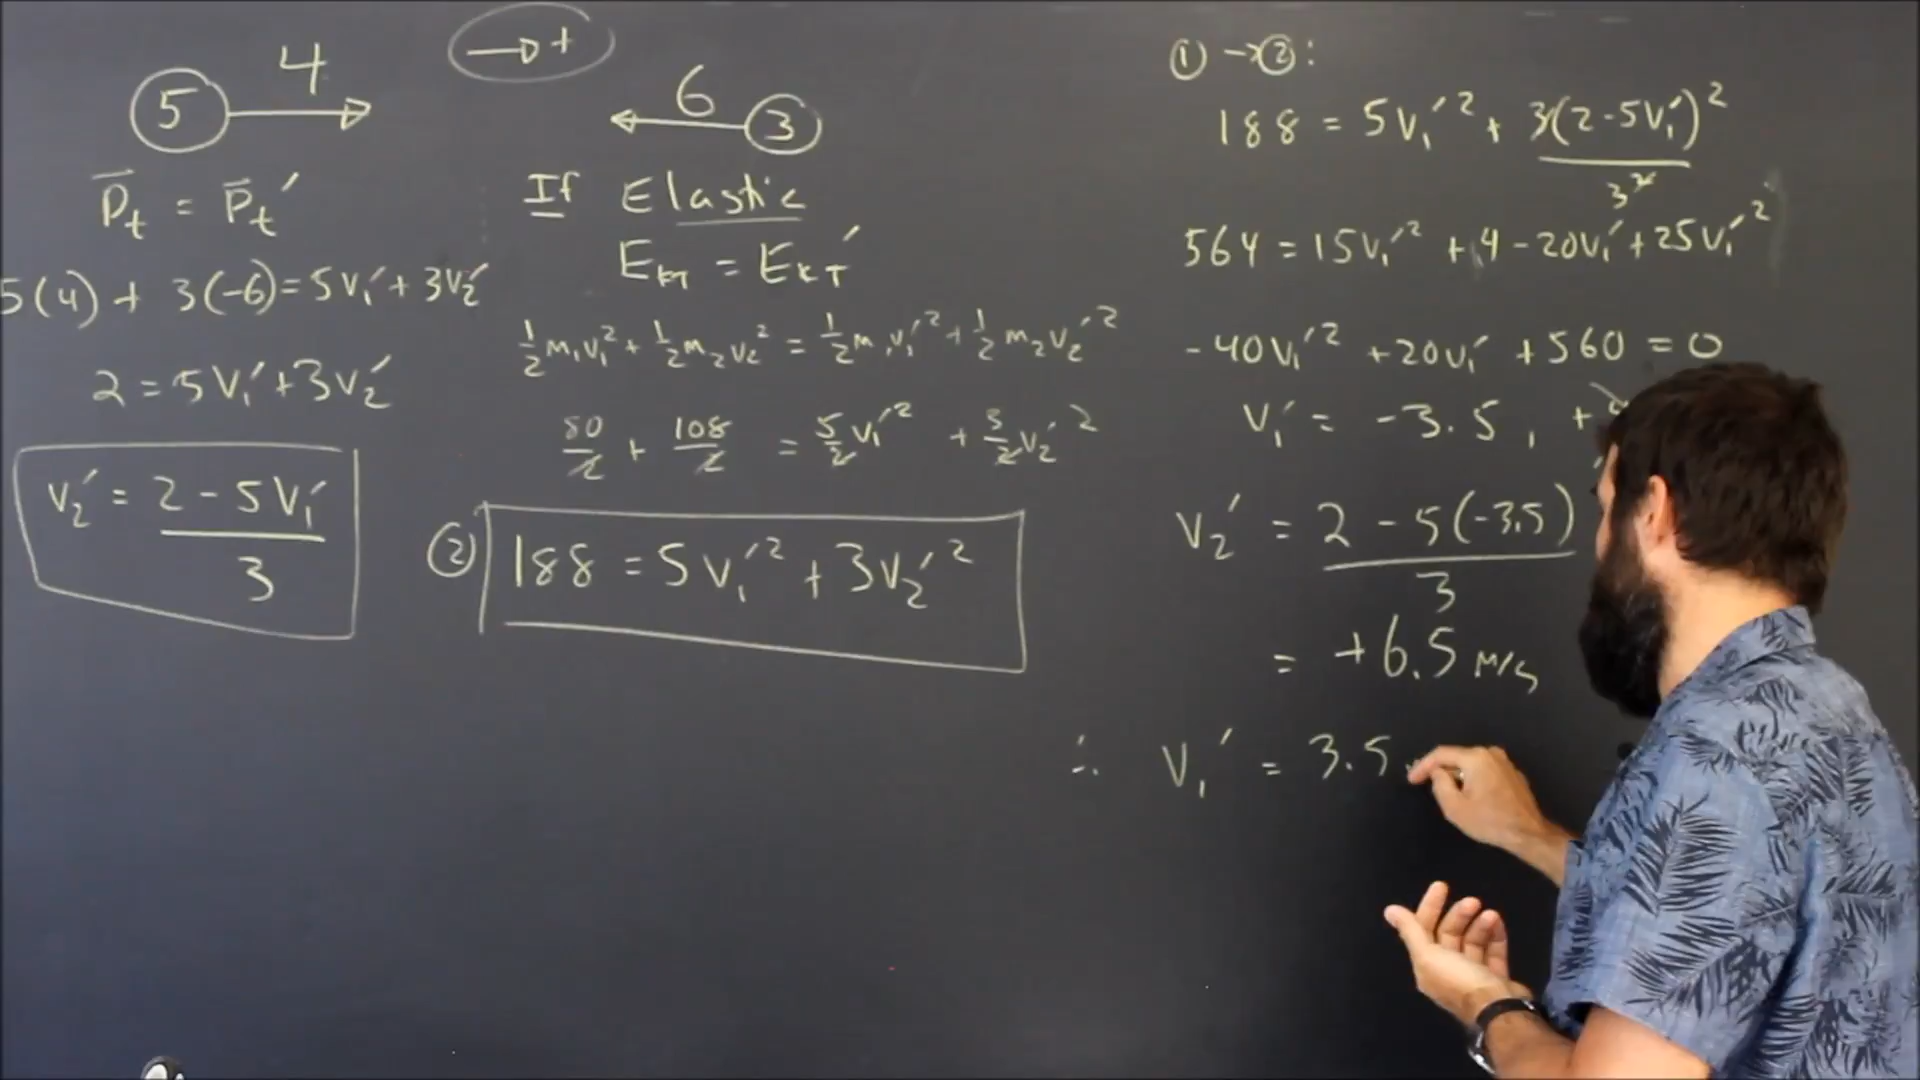 5 4
→ +
6 3
P⃗t = P⃗t′
5(4) + 3(-6) = 5v₁′ + 3v₂′
2 = 5v₁′ + 3v₂′
v₂′ = (2 - 5v₁′)/3
If Elastic
E_KT = E_KT′
½m₁v₁² + ½m₂v₂² = ½m₁v₁′² + ½m₂v₂′²
80/2 + 108/2 = 5/2 v₁′² + 3/2 v₂′²
② 188 = 5v₁′² + 3v₂′²
① → ②:
188 = 5v₁′² + 3(2 - 5v₁′)²/3²
564 = 15v₁′² + 4 - 20v₁′ + 25v₁′²
-40v₁′² + 20v₁′ + 560 = 0
v₁′ = -3.5, +
v₂′ = (2 - 5(-3.5))/3
= +6.5 m/s
∴ v₁′ = 3.5